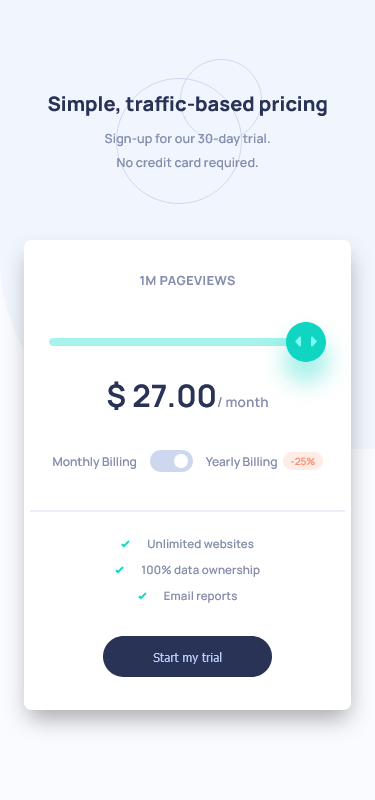 Simple, traffic-based pricing
Sign-up for our 30-day trial.
No credit card required.
1M PAGEVIEWS
$ 27.00/ month
Monthly Billing Yearly Billing -25%
Unlimited websites
100% data ownership
Email reports
Start my trial